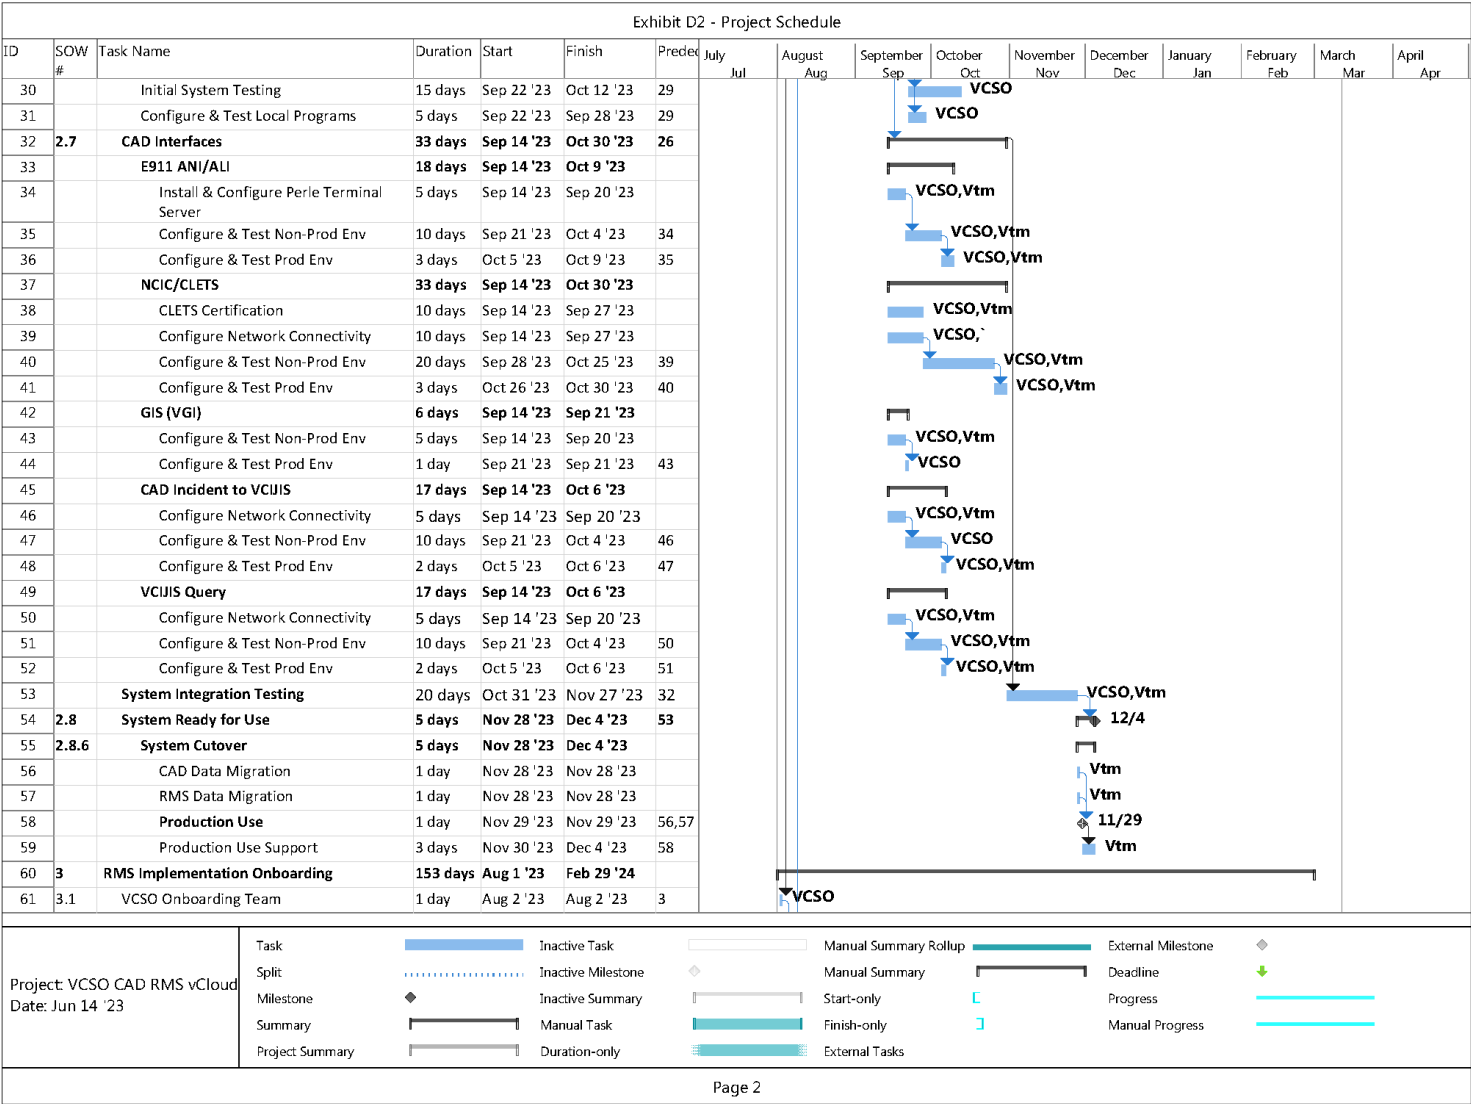 Exhibit D2 - Project Schedule
ID SOW # Task Name Duration Start Finish Predec July August September October November December January February March April
Jul Aug Sep Oct Nov Dec Jan Feb Mar Apr
30 Initial System Testing 15 days Sep 22 '23 Oct 12 '23 29 VCSO
31 Configure & Test Local Programs 5 days Sep 22 '23 Sep 28 '23 29 VCSO
32 2.7 CAD Interfaces 33 days Sep 14 '23 Oct 30 '23 26
33 E911 ANI/ALI 18 days Sep 14 '23 Oct 9 '23
34 Install & Configure Perle Terminal 5 days Sep 14 '23 Sep 20 '23 VCSO,Vtm
Server
35 Configure & Test Non-Prod Env 10 days Sep 21 '23 Oct 4 '23 34 VCSO,Vtm
36 Configure & Test Prod Env 3 days Oct 5 '23 Oct 9 '23 35 VCSO,Vtm
37 NCIC/CLETS 33 days Sep 14 '23 Oct 30 '23
38 CLETS Certification 10 days Sep 14 '23 Sep 27 '23 VCSO,Vtm
39 Configure Network Connectivity 10 days Sep 14 '23 Sep 27 '23 VCSO,`
40 Configure & Test Non-Prod Env 20 days Sep 28 '23 Oct 25 '23 39 VCSO,Vtm
41 Configure & Test Prod Env 3 days Oct 26 '23 Oct 30 '23 40 VCSO,Vtm
42 GIS (VGI) 6 days Sep 14 '23 Sep 21 '23
43 Configure & Test Non-Prod Env 5 days Sep 14 '23 Sep 20 '23 VCSO,Vtm
44 Configure & Test Prod Env 1 day Sep 21 '23 Sep 21 '23 43 VCSO
45 CAD Incident to VCIJIS 17 days Sep 14 '23 Oct 6 '23
46 Configure Network Connectivity 5 days Sep 14 '23 Sep 20 '23 VCSO,Vtm
47 Configure & Test Non-Prod Env 10 days Sep 21 '23 Oct 4 '23 46 VCSO
48 Configure & Test Prod Env 2 days Oct 5 '23 Oct 6 '23 47 VCSO,Vtm
49 VCIJIS Query 17 days Sep 14 '23 Oct 6 '23
50 Configure Network Connectivity 5 days Sep 14 '23 Sep 20 '23 VCSO,Vtm
51 Configure & Test Non-Prod Env 10 days Sep 21 '23 Oct 4 '23 50 VCSO,Vtm
52 Configure & Test Prod Env 2 days Oct 5 '23 Oct 6 '23 51 VCSO,Vtm
53 System Integration Testing 20 days Oct 31 '23 Nov 27 '23 32 VCSO,Vtm
54 2.8 System Ready for Use 5 days Nov 28 '23 Dec 4 '23 53 12/4
55 2.8.6 System Cutover 5 days Nov 28 '23 Dec 4 '23
56 CAD Data Migration 1 day Nov 28 '23 Nov 28 '23 Vtm
57 RMS Data Migration 1 day Nov 28 '23 Nov 28 '23 Vtm
58 Production Use 1 day Nov 29 '23 Nov 29 '23 56,57 11/29
59 Production Use Support 3 days Nov 30 '23 Dec 4 '23 58 Vtm
60 3 RMS Implementation Onboarding 153 days Aug 1 '23 Feb 29 '24
61 3.1 VCSO Onboarding Team 1 day Aug 2 '23 Aug 2 '23 3 VCSO
Project: VCSO CAD RMS vCloud
Date: Jun 14 '23
Task Inactive Task Manual Summary Rollup External Milestone
Split Inactive Milestone Manual Summary Deadline
Milestone Inactive Summary Start-only Progress
Summary Manual Task Finish-only Manual Progress
Project Summary Duration-only External Tasks
Page 2